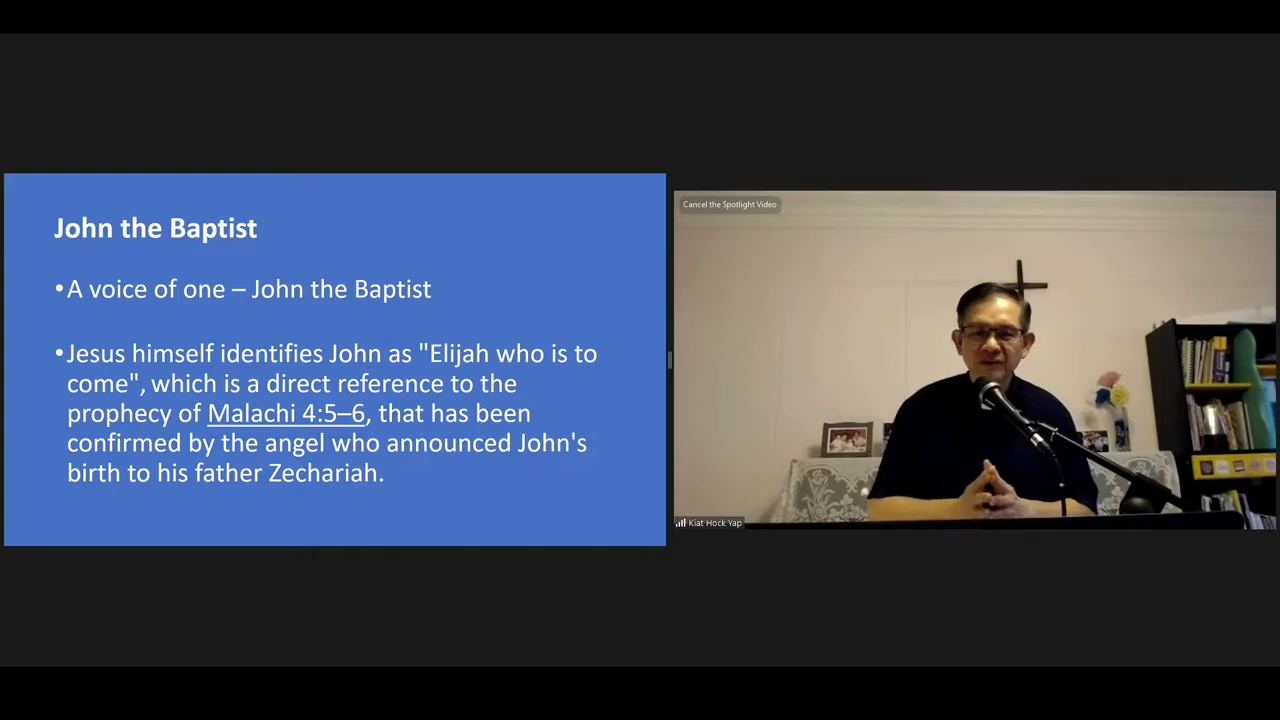 John the Baptist
•A voice of one – John the Baptist
•Jesus himself identifies John as "Elijah who is to
come", which is a direct reference to the
prophecy of Malachi 4:5–6, that has been
confirmed by the angel who announced John's
birth to his father Zechariah.
Cancel the Spotlight Video
Kiat Hock Yap